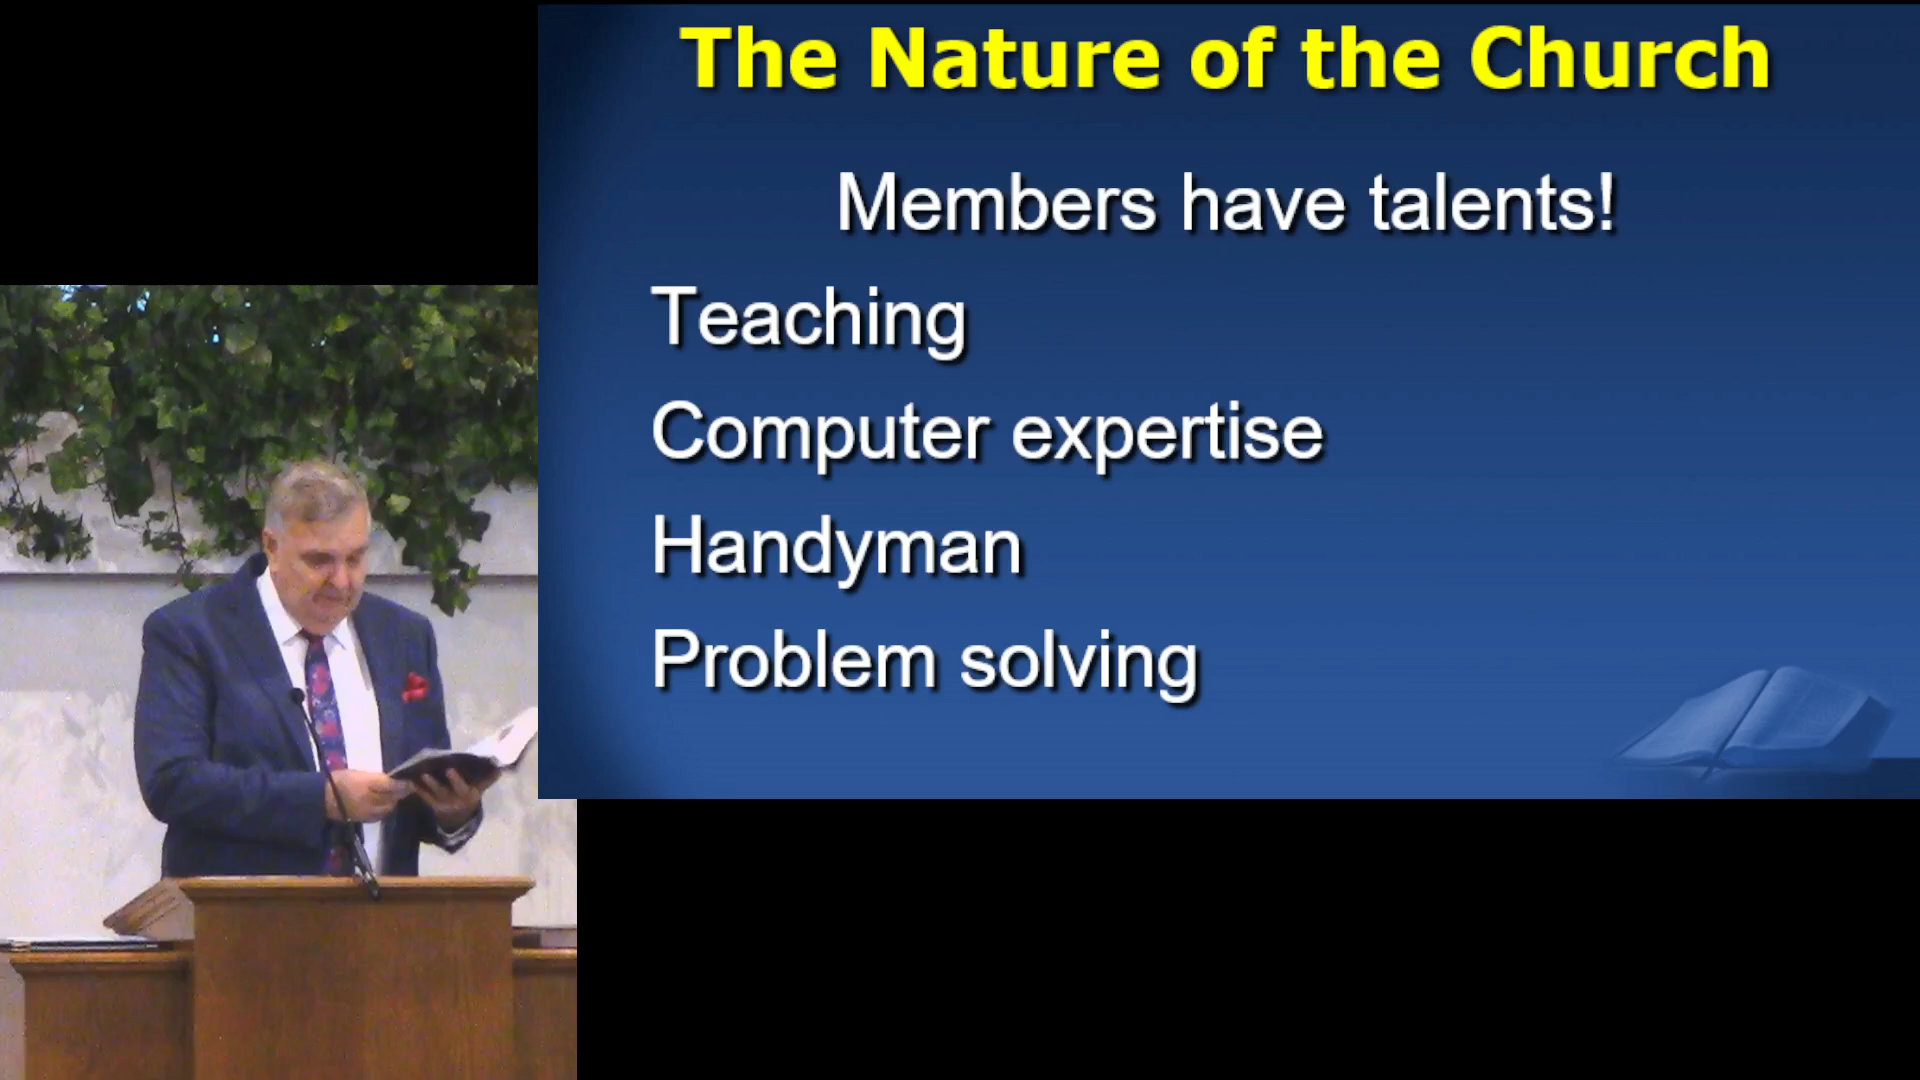 The Nature of the Church
Members have talents!
Teaching
Computer expertise
Handyman
Problem solving